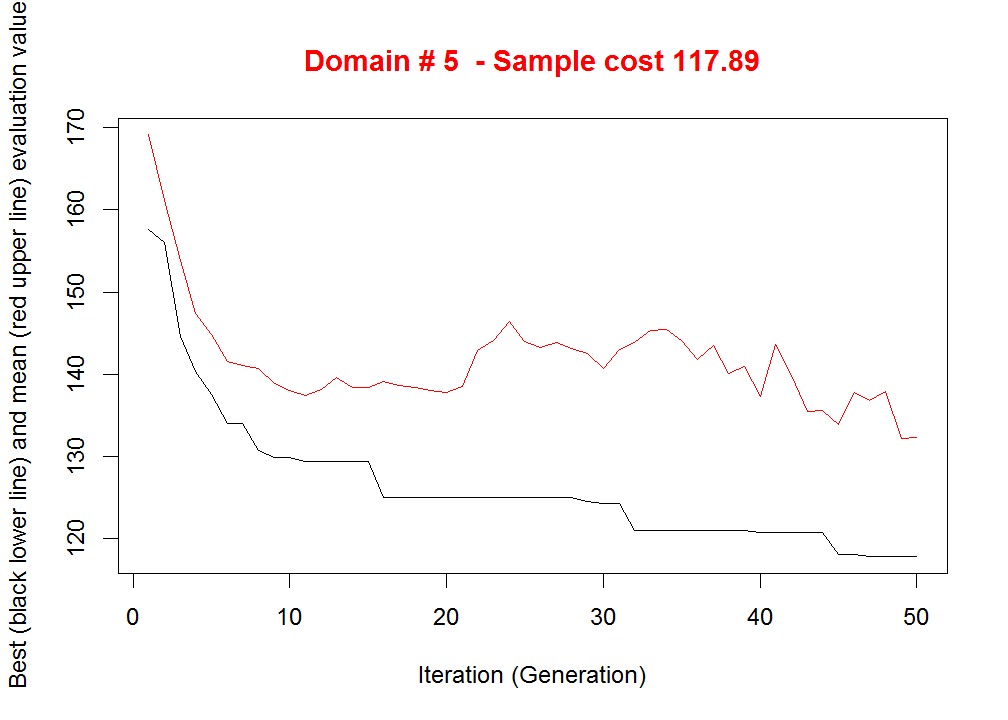 Domain # 5  - Sample cost 117.89
Best (black lower line) and mean (red upper line) evaluation value
170
160
150
140
130
120
0 10 20 30 40 50
Iteration (Generation)